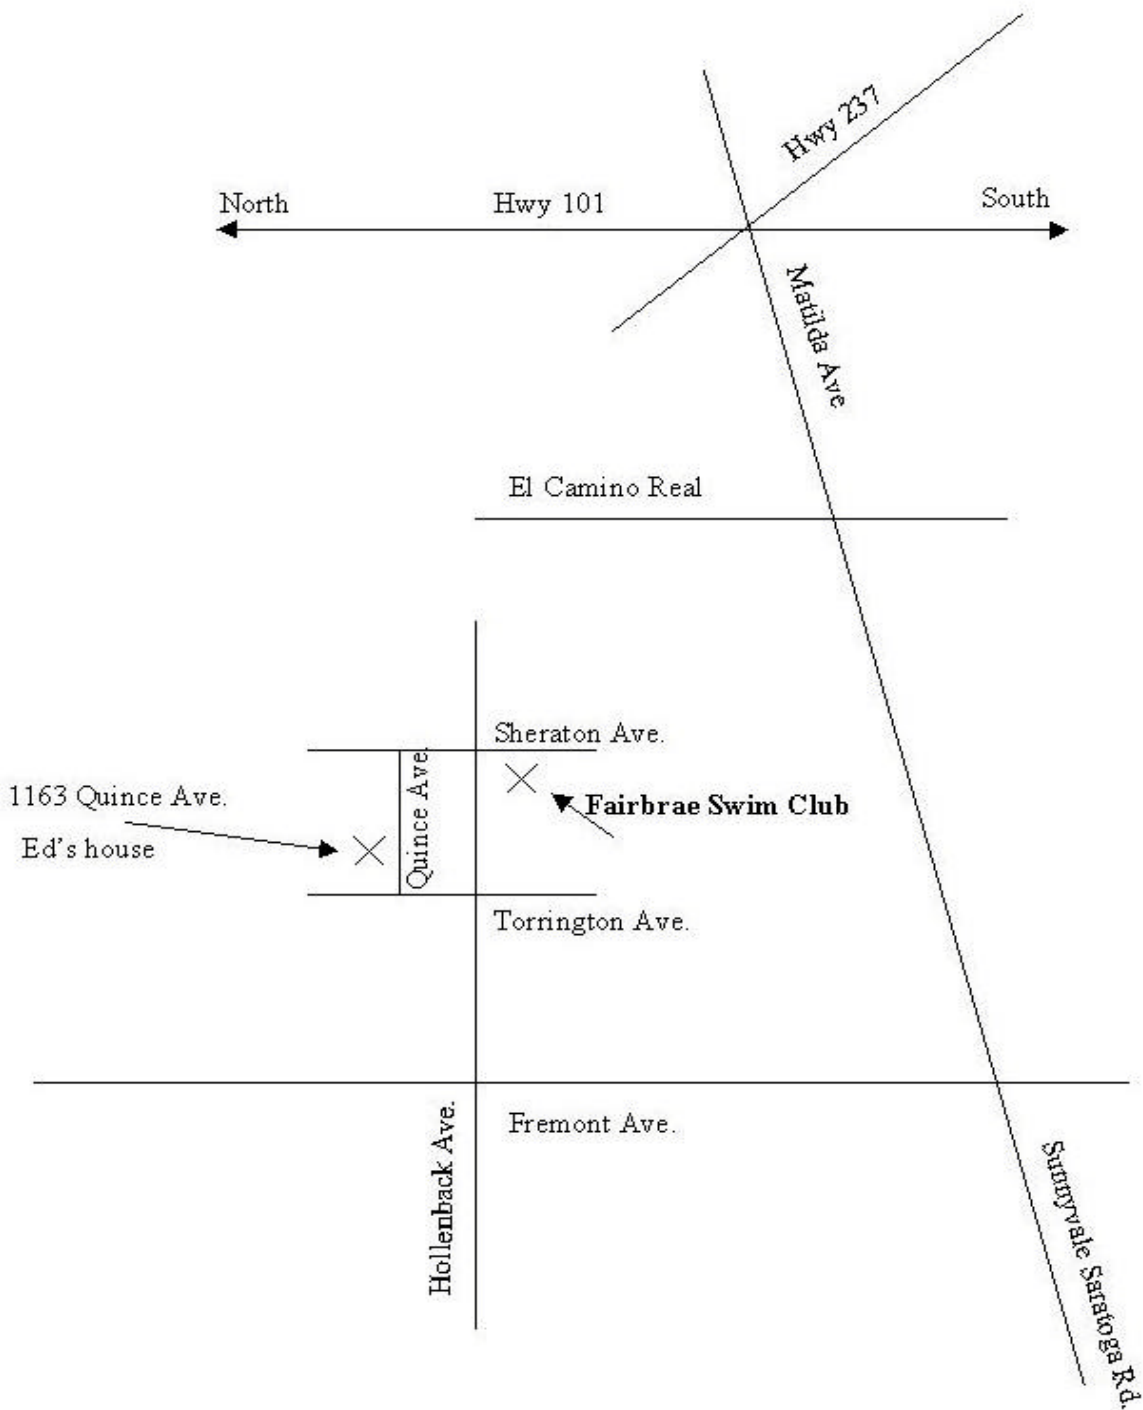 Hwy 237
North
Hwy 101
South
Matilda Ave
El Camino Real
Sheraton Ave.
Quince Ave.
1163 Quince Ave.
Ed's house
Fairbrae Swim Club
Torrington Ave.
Fremont Ave.
Hollenback Ave.
Sunnyvale Saratoga Rd.